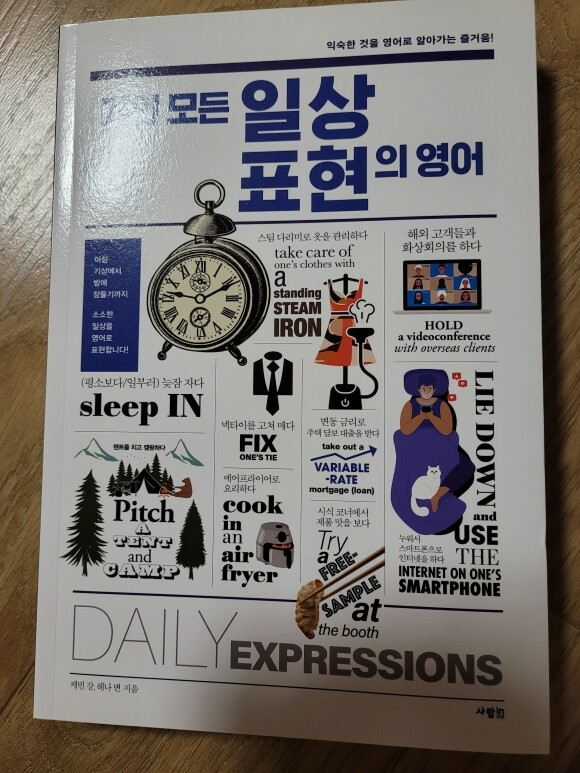 익숙한 것을 영어로 알아가는 즐거움!
모든 일상
표현의 영어
아침
기상에서
밤에
잠들기까지
소소한
일상을
영어로
표현합니다!
스팀 다리미로 옷을 관리하다
take care of
one's clothes with
a
standing
STEAM
IRON
해외 고객들과
화상회의를 하다
HOLD
a videoconference
with overseas clients
(평소보다/일부러) 늦잠 자다
sleep IN
넥타이를 고쳐 매다
FIX
ONE'S TIE
변동 금리로
주택 담보 대출을 받다
take out a
VARIABLE
-RATE
mortgage (loan)
LIE DOWN
and
USE
THE
INTERNET ON ONE'S
SMARTPHONE
누워서
스마트폰으로
인터넷을 하다
텐트를 치고 캠핑하다
Pitch
A
TENT
and
CAMP
에어프라이어로
요리하다
cook
in
an
air
fryer
시식 코너에서
제품 맛을 보다
Try
a
FREE-
SAMPLE
at
the booth
DAILY EXPRESSIONS
케빈 강, 해나 변 지음
사람in